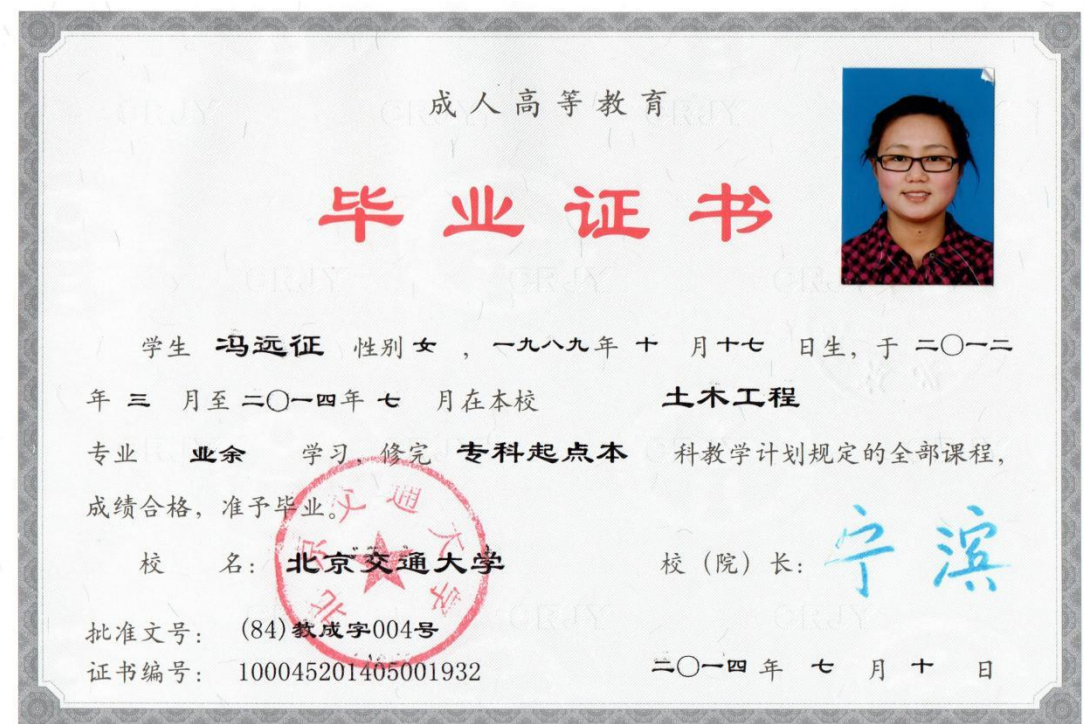 成人高等教育
毕业证书
学生 冯远征 性别 女 ，一九八九年 十 月十七 日生，于 二〇一二
年 三 月至 二〇一四年 七 月在本校 土木工程
专业 业余 学习，修完 专科起点本 科教学计划规定的全部课程，
成绩合格，准予毕业。
北京交通大学
校 名：北京交通大学 校（院）长：宁滨
批准文号： (84)教成字004号
证书编号： 100045201405001932 二〇一四 年 七 月 十 日